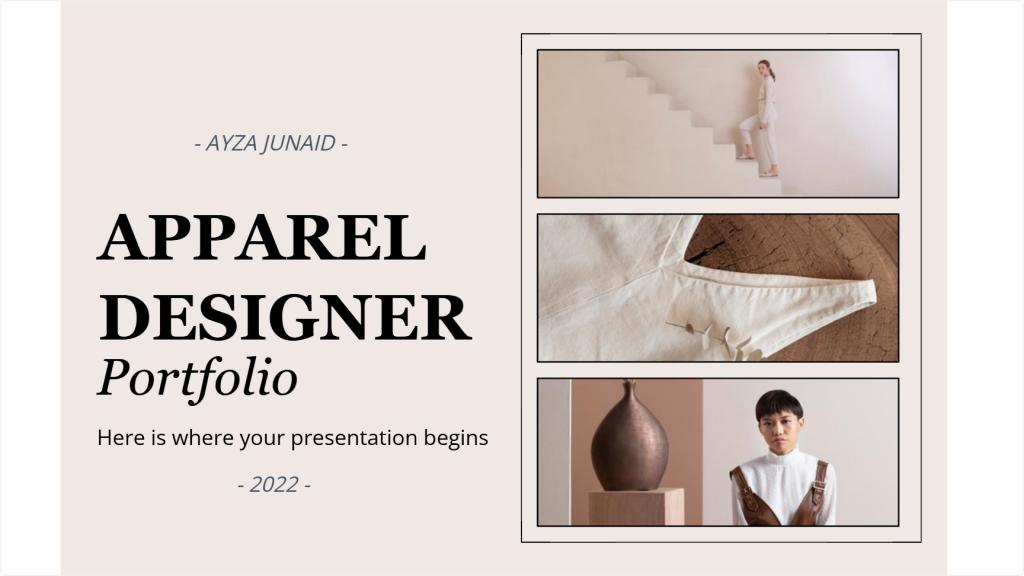 - AYZA JUNAID -
APPAREL
DESIGNER
Portfolio
Here is where your presentation begins
- 2022 -